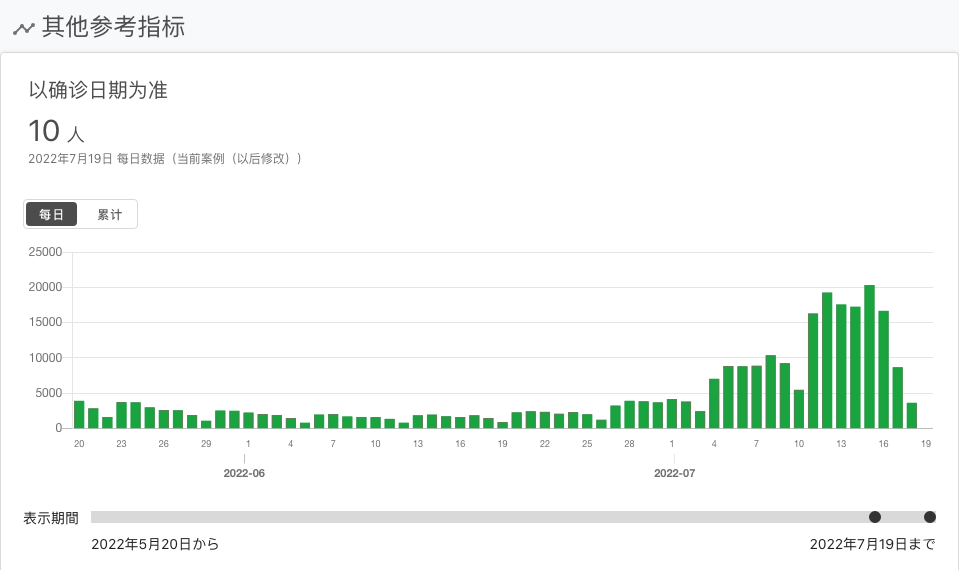 其他参考指标
以确诊日期为准
10 人
2022年7月19日 每日数据（当前案例（以后修改））
每日 累计
25000
20000
15000
10000
5000
0
20 23 26 29 1 4 7 10 13 16 19 22 25 28 1 4 7 10 13 16 19
2022-06 2022-07
表示期間
2022年5月20日から 2022年7月19日まで